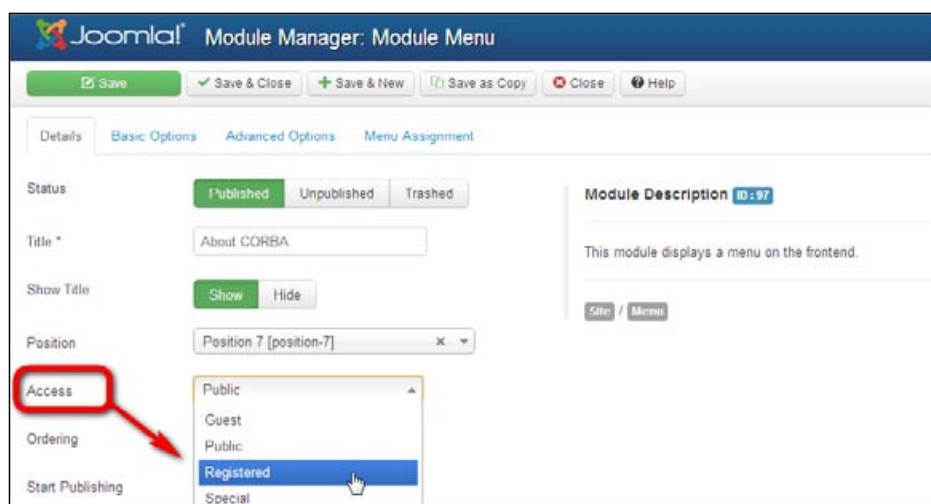 Joomla!® Module Manager: Module Menu
Save Save & Close Save & New Save as Copy Close Help
Details Basic Options Advanced Options Menu Assignment
Status Published Unpublished Trashed
Module Description ID: 97
Title * About CORBA
This module displays a menu on the frontend.
Show Title Show Hide
Site / Menu
Position Position 7 [position-7]
Access Public
Guest
Ordering
Public
Registered
Start Publishing
Special